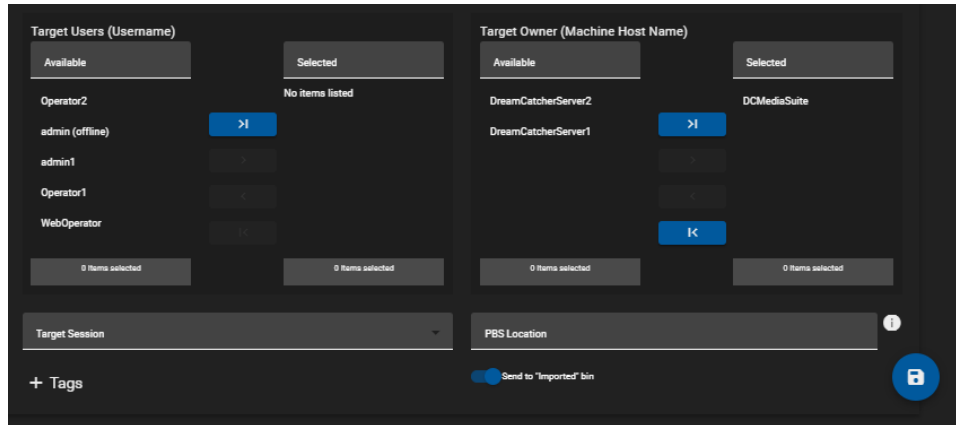 Target Users (Username)
Available
Selected
Operator2
admin (offline)
admin1
Operator1
WebOperator
No items listed
>|
>
<
|<
0 Items selected
0 Items selected
Target Owner (Machine Host Name)
Available
Selected
DreamCatcherServer2
DreamCatcherServer1
DCMediaSuite
>|
>
<
|<
0 Items selected
0 Items selected
Target Session
PBS Location
i
+ Tags
Send to "Imported" bin